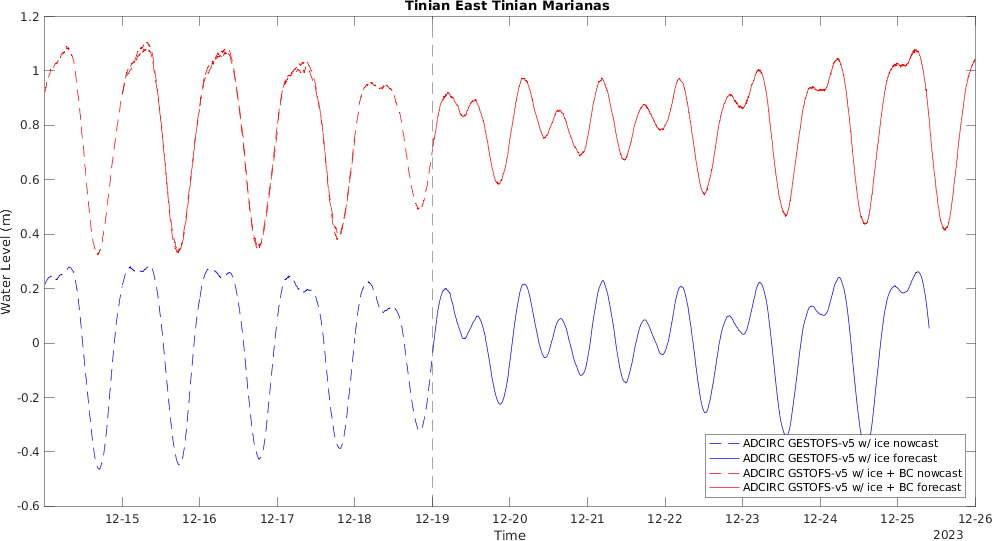 Tinian East Tinian Marianas
1.2
1
0.8
0.6
0.4
0.2
0
-0.2
-0.4
-0.6
Water Level (m)
ADCIRC GESTOFS-v5 w/ ice nowcast
ADCIRC GESTOFS-v5 w/ ice forecast
ADCIRC GSTOFS-v5 w/ ice + BC nowcast
ADCIRC GSTOFS-v5 w/ ice + BC forecast
12-15 12-16 12-17 12-18 12-19 12-20 12-21 12-22 12-23 12-24 12-25 12-26
Time
2023